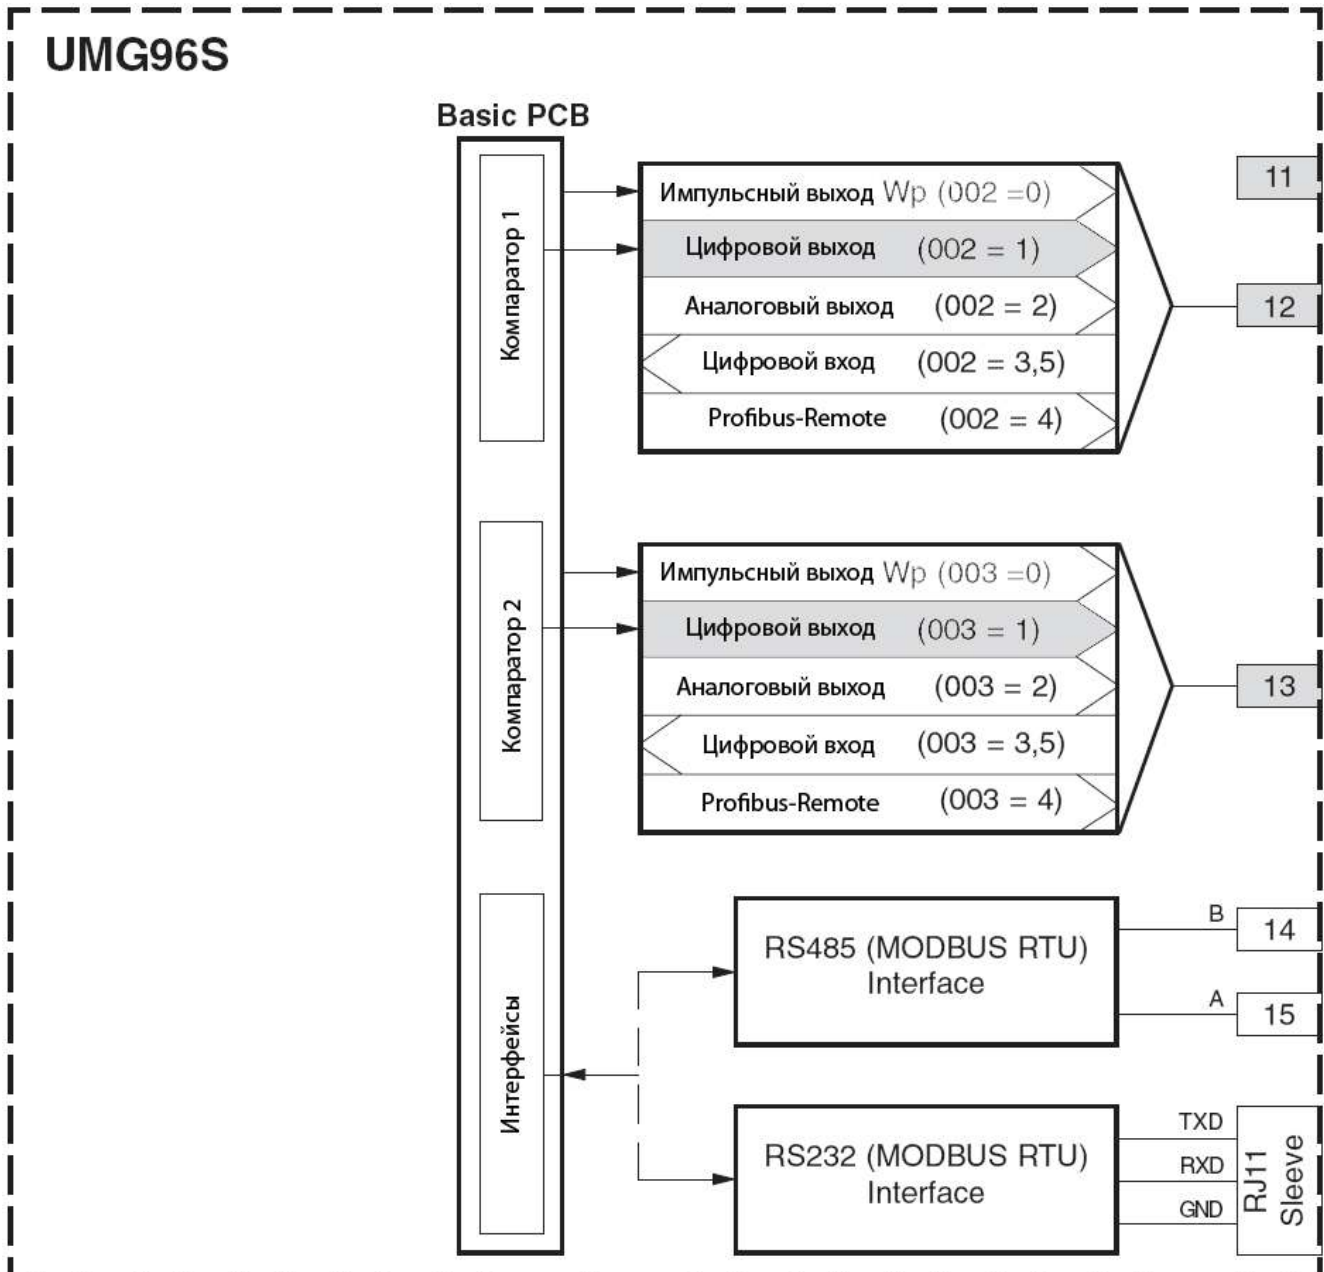 UMG96S
Basic PCB
Компаратор 1
Импульсный выход Wp (002 =0)
Цифровой выход (002 = 1)
Аналоговый выход (002 = 2)
Цифровой вход (002 = 3,5)
Profibus-Remote (002 = 4)
11
12
Компаратор 2
Импульсный выход Wp (003 =0)
Цифровой выход (003 = 1)
Аналоговый выход (003 = 2)
Цифровой вход (003 = 3,5)
Profibus-Remote (003 = 4)
13
Интерфейсы
RS485 (MODBUS RTU)
Interface
B
14
A
15
RS232 (MODBUS RTU)
Interface
TXD
RXD
GND
RJ11
Sleeve